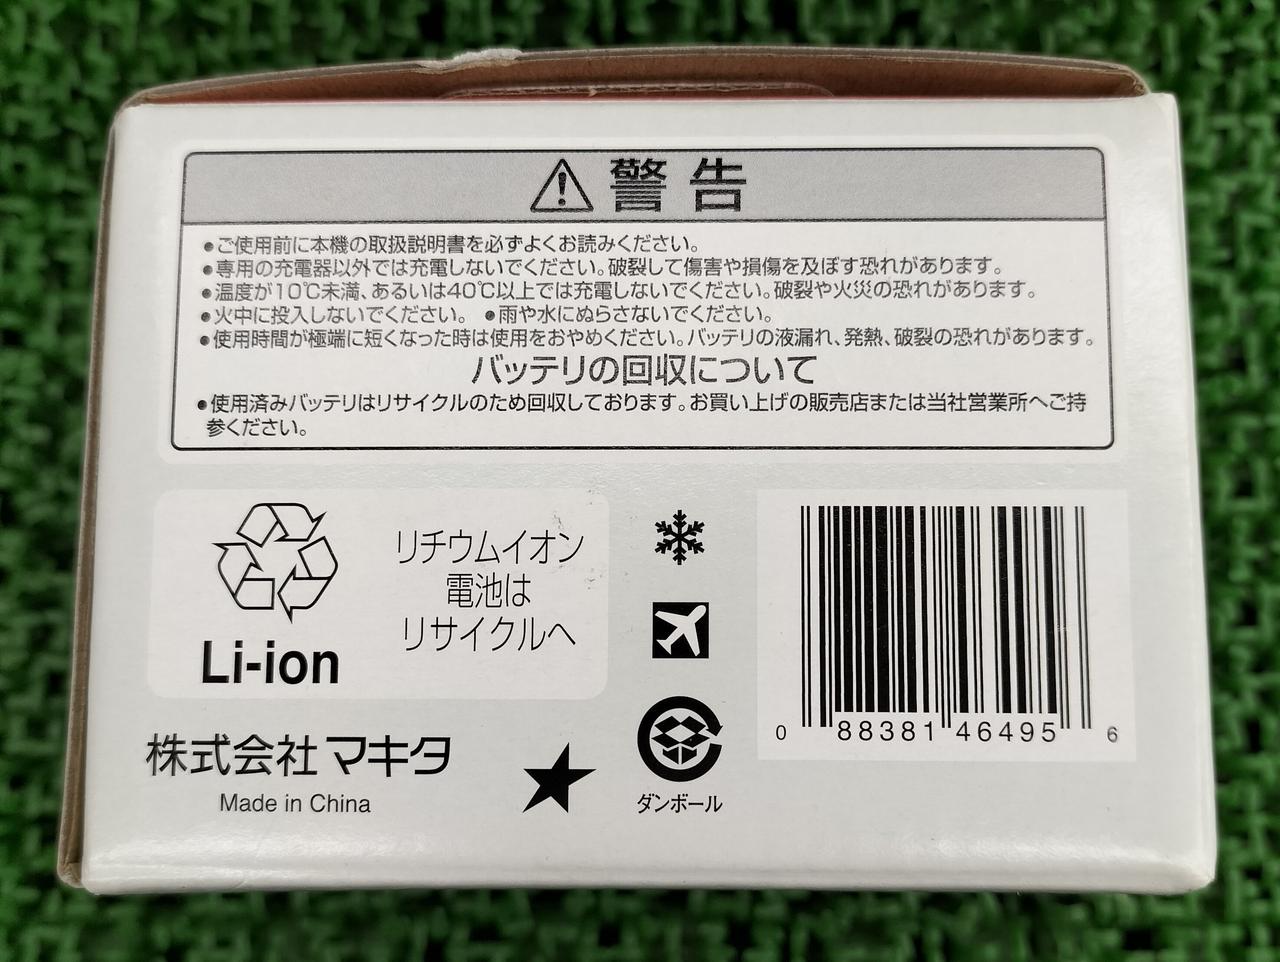 警告
●ご使用前に本機の取扱説明書を必ずよくお読みください。
●専用の充電器以外では充電しないでください。破裂して傷害や損傷を及ぼす恐れがあります。
●温度が10℃未満、あるいは40℃以上では充電しないでください。破裂や火災の恐れがあります。
●火中に投入しないでください。 ●雨や水にぬらさないでください。
●使用時間が極端に短くなった時は使用をおやめください。バッテリの液漏れ、発熱、破裂の恐れがあります。
バッテリの回収について
●使用済みバッテリはリサイクルのため回収しております。お買い上げの販売店または当社営業所へご持
参ください。
リチウムイオン
電池は
リサイクルへ
Li-ion
株式会社マキタ
Made in China
ダンボール
0 88381 46495 6